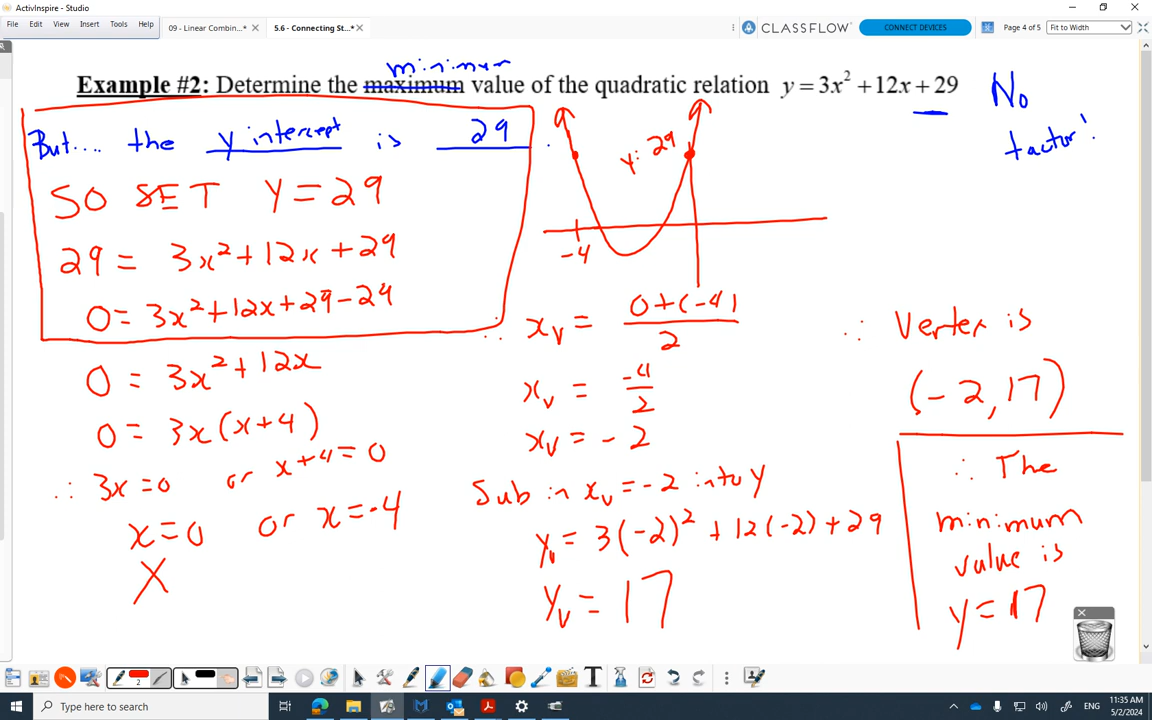 ActivInspire - Studio
File Edit View Insert Tools Help
09 - Linear Combin...*
5.6 - Connecting St...*
CLASSFLOW
CONNECT DEVICES
Page 4 of 5
Fit to Width
minimum
Example #2: Determine the maximum value of the quadratic relation y = 3x² + 12x + 29
No
factor!
But.... the y intercept is 29.
SO SET y = 29
29 = 3x² + 12x + 29
0 = 3x² + 12x + 29 - 29
0 = 3x² + 12x
0 = 3x(x + 4)
∴ 3x = 0 or x + 4 = 0
x = 0 or x = -4
X
y: 29
-4
∴ xᵥ = 0 + (-4) / 2
xᵥ = -4/2
xᵥ = -2
Sub in xᵥ = -2 into y
yᵥ = 3(-2)² + 12(-2) + 29
yᵥ = 17
∴ Vertex is
(-2, 17)
∴ The
minimum
value is
y = 17
2
Type here to search
ENG
11:35 AM
5/2/2024